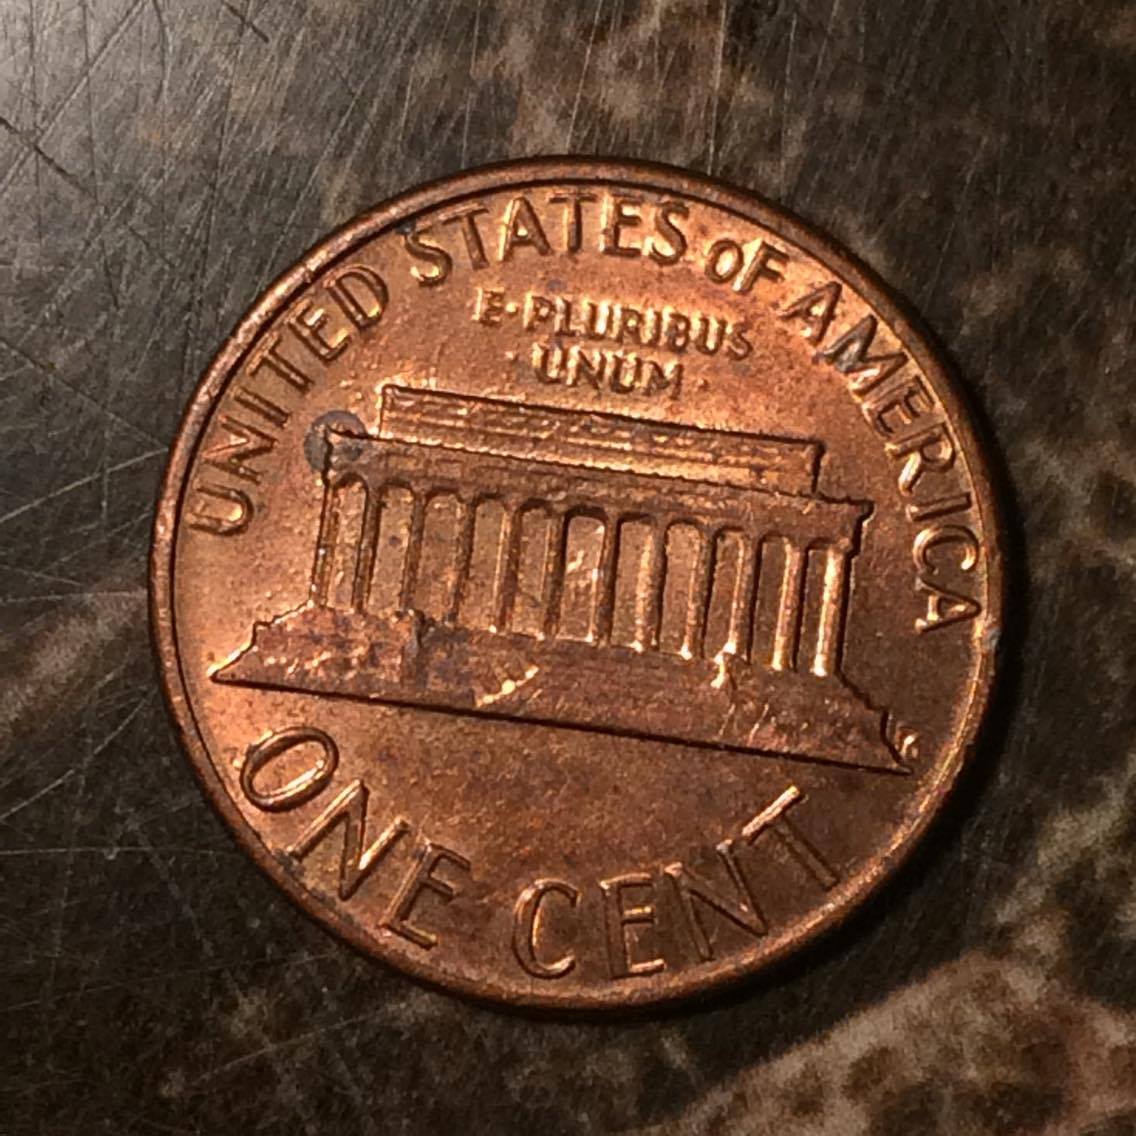 UNITED STATES OF AMERICA
E·PLURIBUS
·UNUM·
ONE CENT